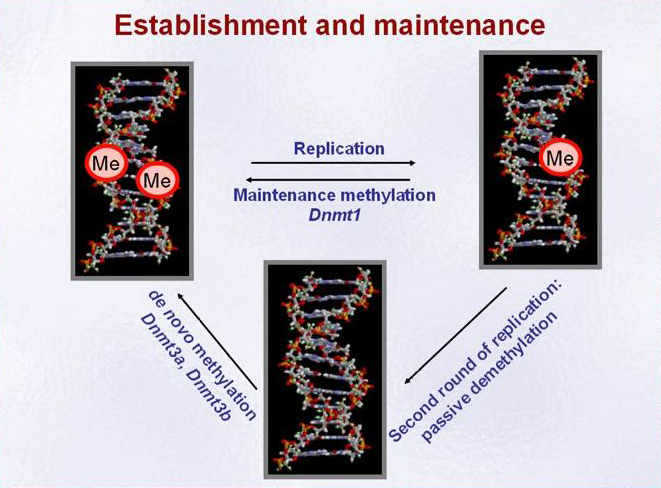 Establishment and maintenance
Me
Me
Replication
Me
Maintenance methylation
Dnmt1
de novo methylation
Dnmt3a, Dnmt3b
Second round of replication:
passive demethylation